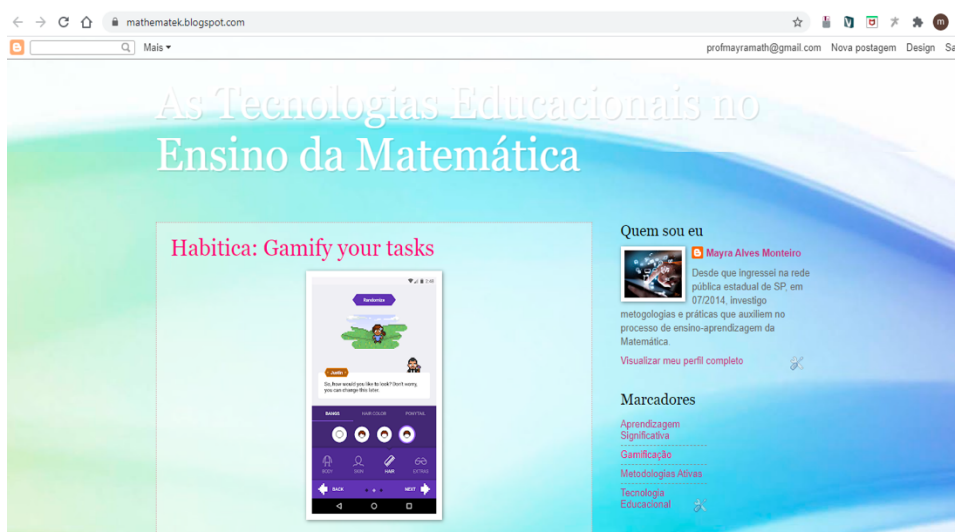 mathematek.blogspot.com
Mais
profmayramath@gmail.com Nova postagem Design Sa
As Tecnologias Educacionais no
Ensino da Matemática
Habitica: Gamify your tasks
3:48
Randomize
Justin
So, how would you like to look? Don't worry,
you can change this later.
BANGS HAIR COLOR PONYTAIL
BODY SKIN HAIR EXTRAS
BACK NEXT
Quem sou eu
Mayra Alves Monteiro
Desde que ingressei na rede
pública estadual de SP, em
07/2014, investigo
metogologias e práticas que auxiliem no
processo de ensino-aprendizagem da
Matemática.
Visualizar meu perfil completo
Marcadores
Aprendizagem
Significativa
Gamificação
Metodologias Ativas
Tecnologia
Educacional